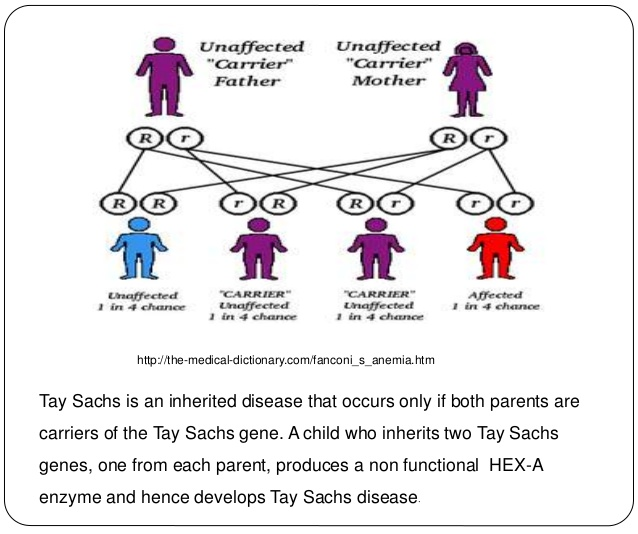 Unaffected
"Carrier"
Father
Unaffected
"Carrier"
Mother
R r
R r
R R
r R
R r
r r
Unaffected
1 in 4 chance
"CARRIER"
Unaffected
1 in 4 chance
"CARRIER"
Unaffected
1 in 4 chance
Affected
1 in 4 chance
http://the-medical-dictionary.com/fanconi_s_anemia.htm
Tay Sachs is an inherited disease that occurs only if both parents are
carriers of the Tay Sachs gene. A child who inherits two Tay Sachs
genes, one from each parent, produces a non functional HEX-A
enzyme and hence develops Tay Sachs disease.